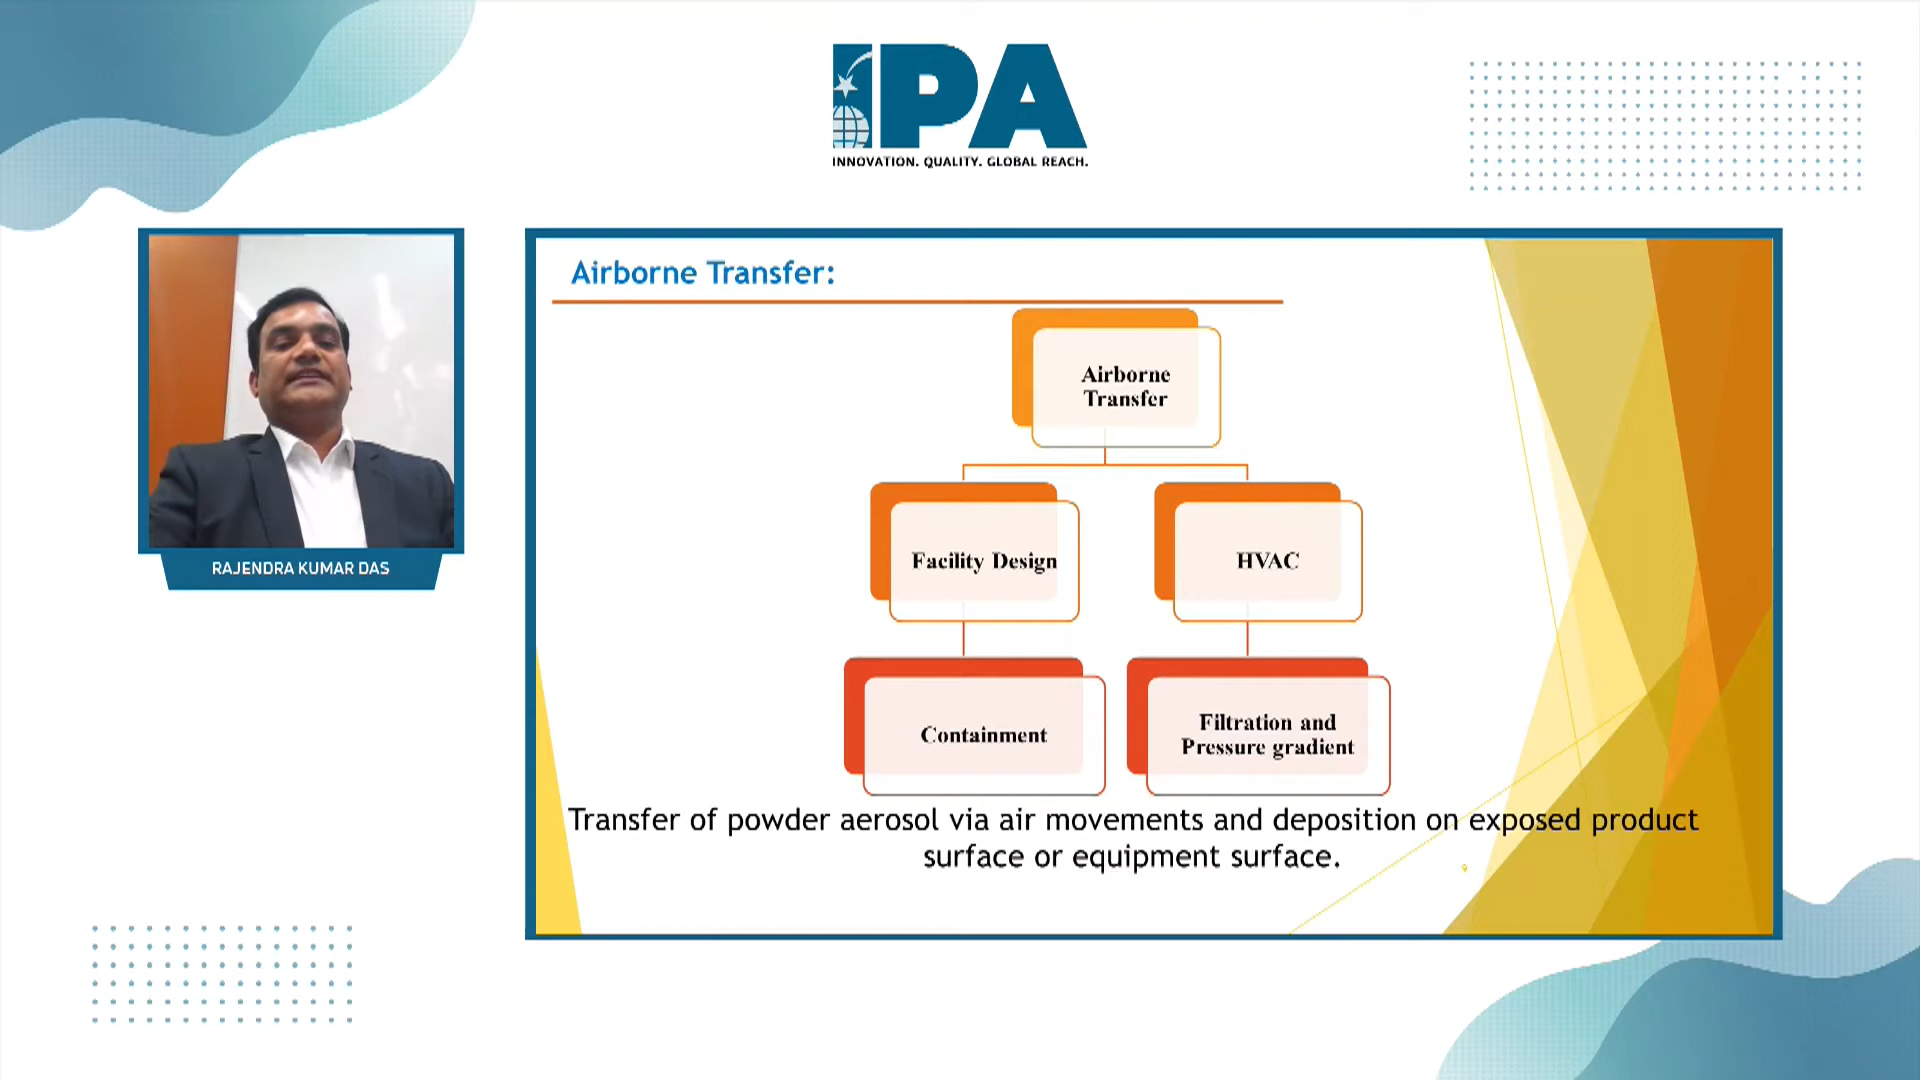 IPA
INNOVATION. QUALITY. GLOBAL REACH.
RAJENDRA KUMAR DAS
Airborne Transfer:
Airborne
Transfer
Facility Design
HVAC
Containment
Filtration and
Pressure gradient
Transfer of powder aerosol via air movements and deposition on exposed product
surface or equipment surface.